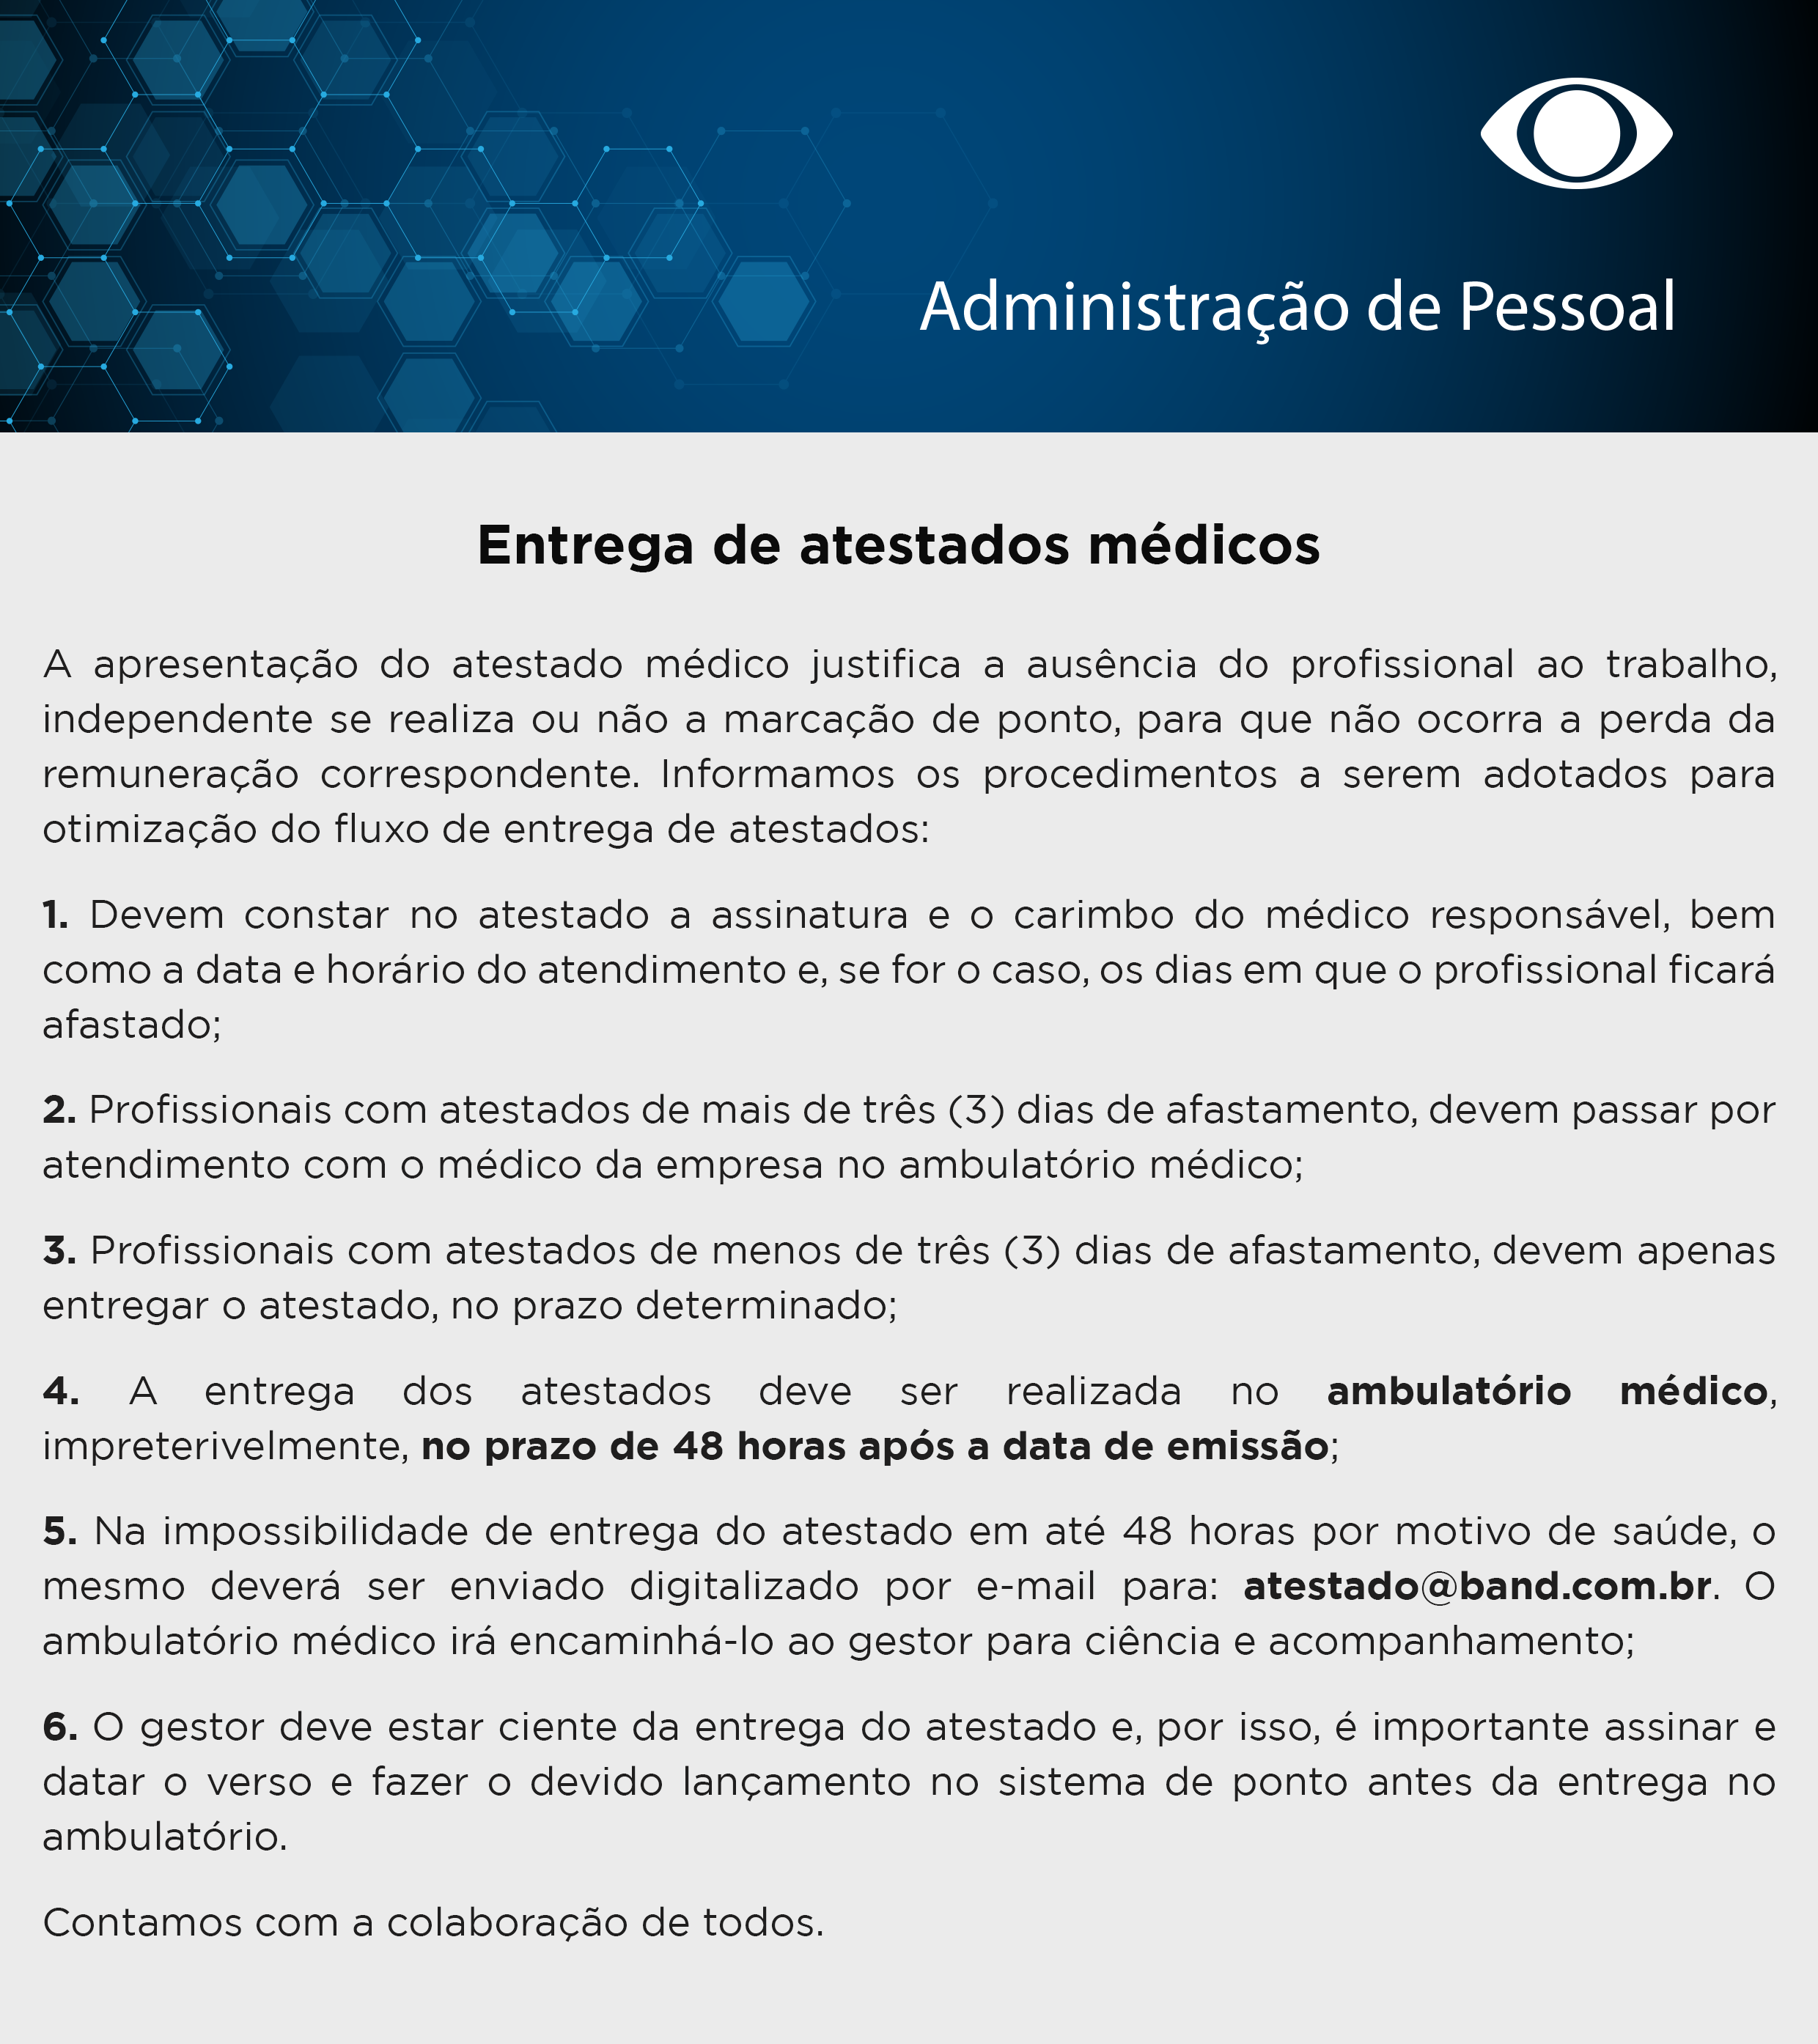 Administração de Pessoal
Entrega de atestados médicos
A apresentação do atestado médico justifica a ausência do profissional ao trabalho,
independente se realiza ou não a marcação de ponto, para que não ocorra a perda da
remuneração correspondente. Informamos os procedimentos a serem adotados para
otimização do fluxo de entrega de atestados:
1. Devem constar no atestado a assinatura e o carimbo do médico responsável, bem
como a data e horário do atendimento e, se for o caso, os dias em que o profissional ficará
afastado;
2. Profissionais com atestados de mais de três (3) dias de afastamento, devem passar por
atendimento com o médico da empresa no ambulatório médico;
3. Profissionais com atestados de menos de três (3) dias de afastamento, devem apenas
entregar o atestado, no prazo determinado;
4. A entrega dos atestados deve ser realizada no ambulatório médico,
impreterivelmente, no prazo de 48 horas após a data de emissão;
5. Na impossibilidade de entrega do atestado em até 48 horas por motivo de saúde, o
mesmo deverá ser enviado digitalizado por e-mail para: atestado@band.com.br. O
ambulatório médico irá encaminhá-lo ao gestor para ciência e acompanhamento;
6. O gestor deve estar ciente da entrega do atestado e, por isso, é importante assinar e
datar o verso e fazer o devido lançamento no sistema de ponto antes da entrega no
ambulatório.
Contamos com a colaboração de todos.